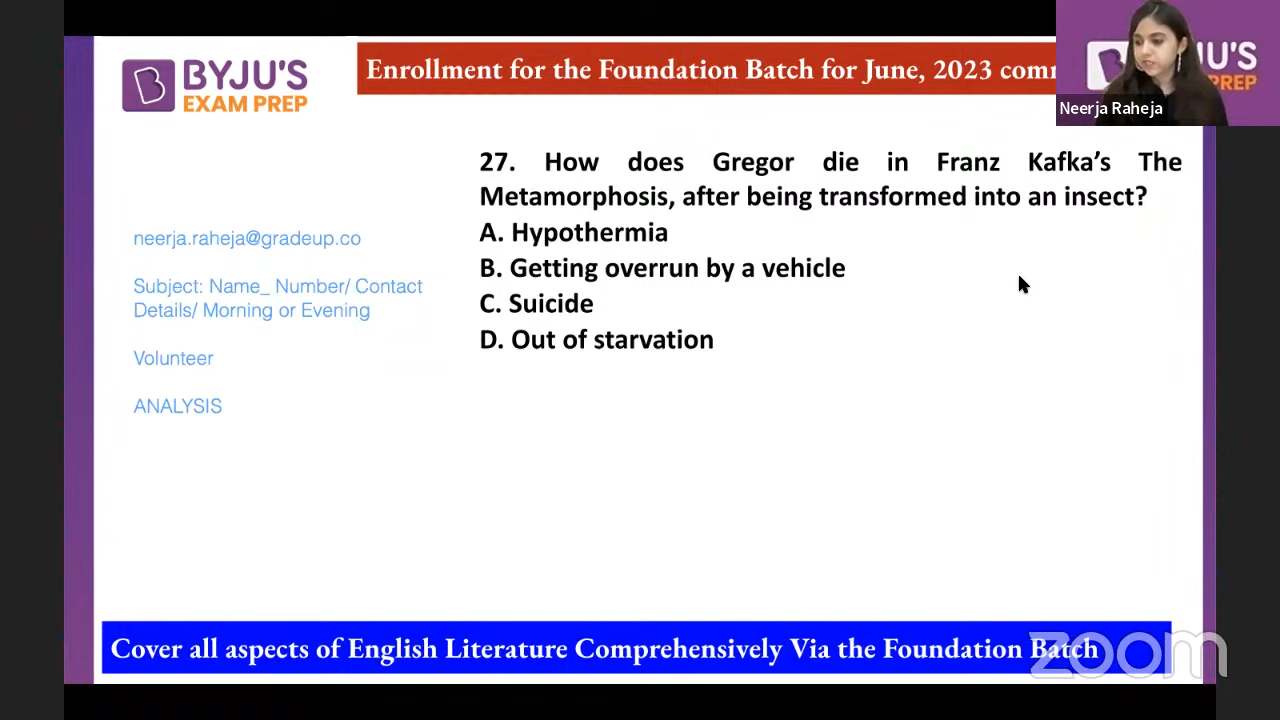 BYJU'S
EXAM PREP
Enrollment for the Foundation Batch for June, 2023
YJU'S
PREP
Neerja Raheja
27. How does Gregor die in Franz Kafka’s The
Metamorphosis, after being transformed into an insect?
A. Hypothermia
B. Getting overrun by a vehicle
C. Suicide
D. Out of starvation
neerja.raheja@gradeup.co
Subject: Name_ Number/ Contact
Details/ Morning or Evening
Volunteer
ANALYSIS
Cover all aspects of English Literature Comprehensively Via the Foundation Batch
zoom